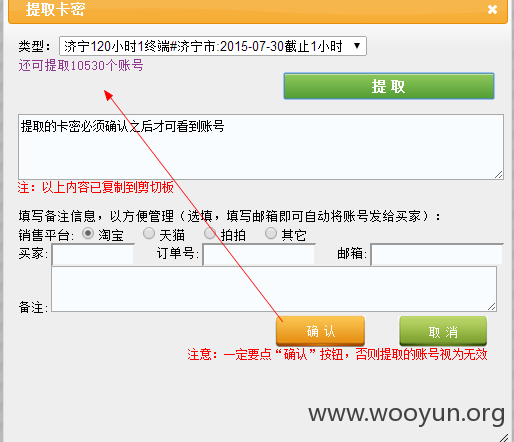 提取卡密
类型: 济宁120小时1终端#济宁市:2015-07-30截止1小时
还可提取10530个账号
提 取
提取的卡密必须确认之后才可看到账号
注：以上内容已复制到剪切板
填写备注信息，以方便管理（选填，填写邮箱即可自动将账号发给买家）：
销售平台: 淘宝 天猫 拍拍 其它
买家: 订单号: 邮箱:
备注:
确 认 取 消
注意：一定要点“确认”按钮，否则提取的账号视为无效
www.wooyun.org